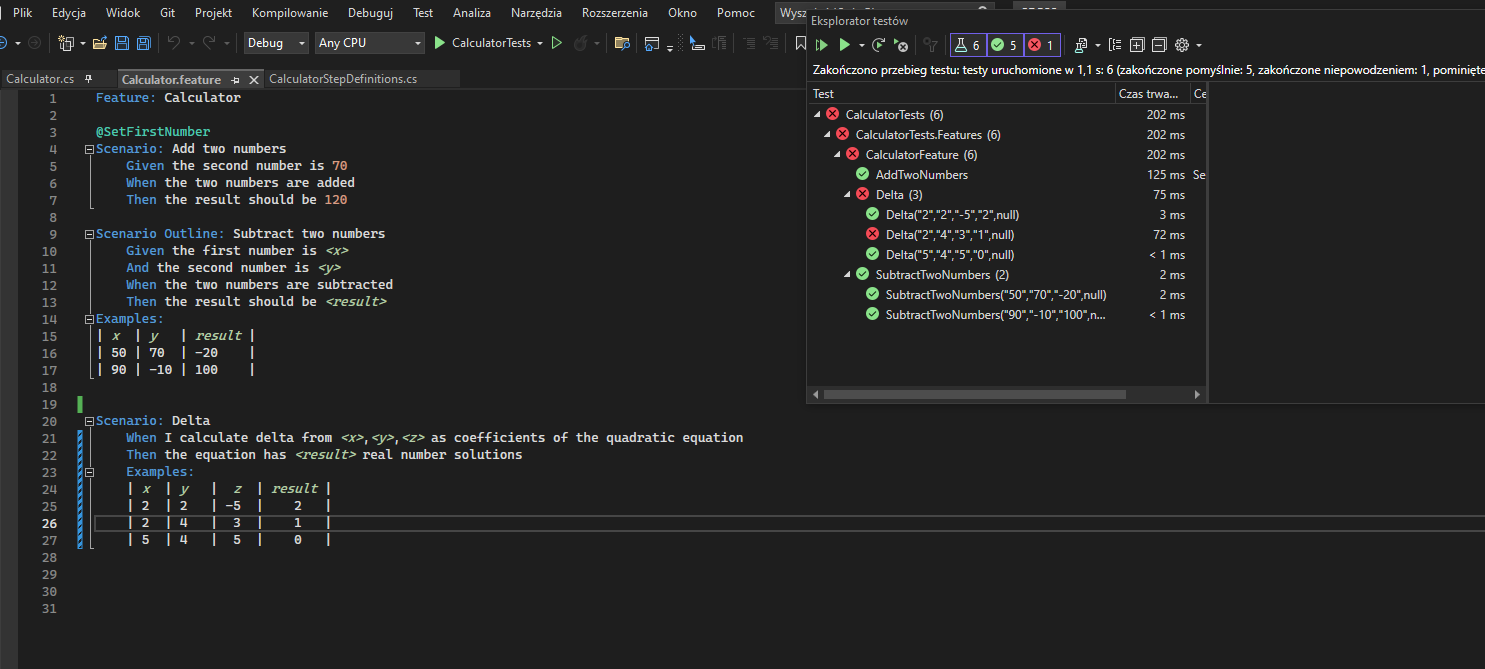 Plik Edycja Widok Git Projekt Kompilowanie Debuguj Test Analiza Narzędzia Rozszerzenia Okno Pomoc
Debug Any CPU CalculatorTests
Calculator.cs Calculator.feature CalculatorStepDefinitions.cs
1 Feature: Calculator
2
3 @SetFirstNumber
4 Scenario: Add two numbers
5 Given the second number is 70
6 When the two numbers are added
7 Then the result should be 120
8
9 Scenario Outline: Subtract two numbers
10 Given the first number is <x>
11 And the second number is <y>
12 When the two numbers are subtracted
13 Then the result should be <result>
14 Examples:
15 | x | y | result |
16 | 50 | 70 | -20 |
17 | 90 | -10 | 100 |
18
19
20 Scenario: Delta
21 When I calculate delta from <x>,<y>,<z> as coefficients of the quadratic equation
22 Then the equation has <result> real number solutions
23 Examples:
24 | x | y | z | result |
25 | 2 | 2 | -5 | 2 |
26 | 2 | 4 | 3 | 1 |
27 | 5 | 4 | 5 | 0 |
28
29
30
31
Eksplorator testów
6 5 1
Zakończono przebieg testu: testy uruchomione w 1,1 s: 6 (zakończone pomyślnie: 5, zakończone niepowodzeniem: 1, pominięte
Test Czas trwa... Ce
CalculatorTests (6) 202 ms
CalculatorTests.Features (6) 202 ms
CalculatorFeature (6) 202 ms
AddTwoNumbers 125 ms Se
Delta (3) 75 ms
Delta("2","2","-5","2",null) 3 ms
Delta("2","4","3","1",null) 72 ms
Delta("5","4","5","0",null) < 1 ms
SubtractTwoNumbers (2) 2 ms
SubtractTwoNumbers("50","70","-20",null) 2 ms
SubtractTwoNumbers("90","-10","100",n... < 1 ms